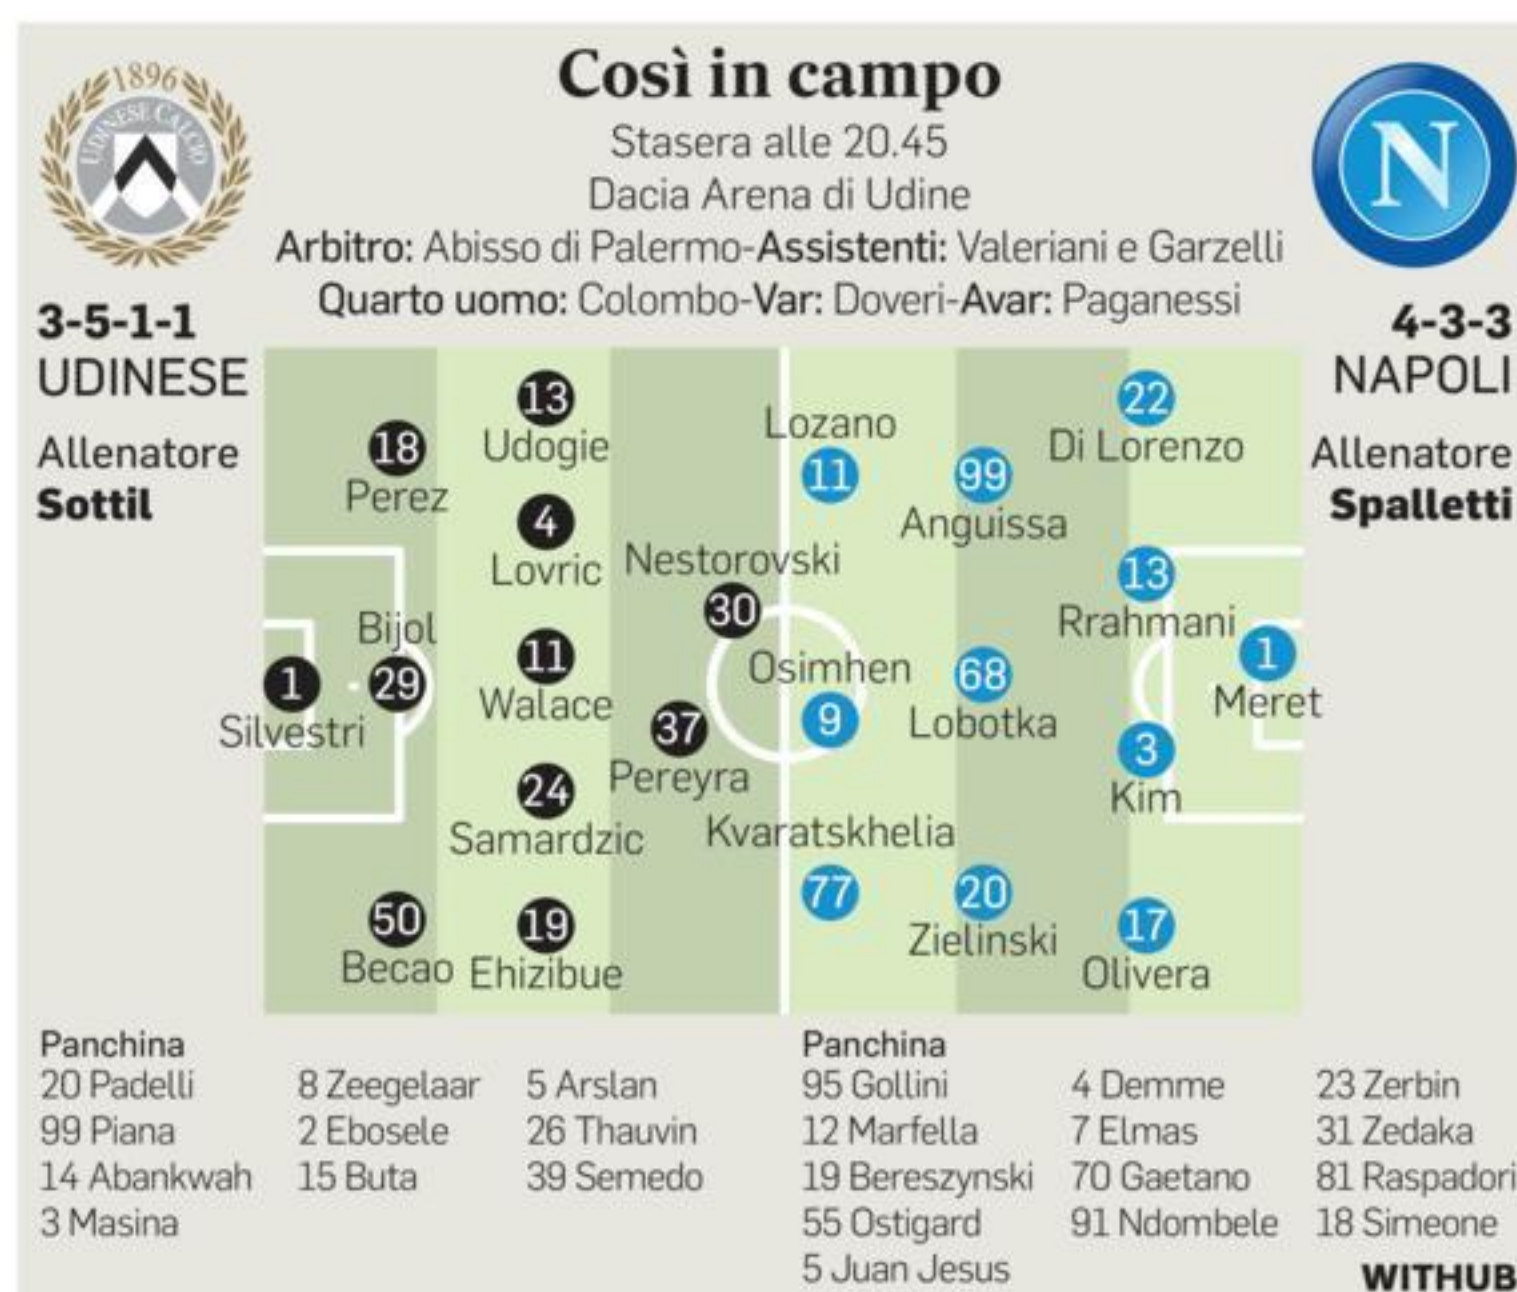 Così in campo
Stasera alle 20.45
Dacia Arena di Udine
Arbitro: Abisso di Palermo-Assistenti: Valeriani e Garzelli
Quarto uomo: Colombo-Var: Doveri-Avar: Paganessi
1896
UDINESE CALCIO
N
3-5-1-1
UDINESE
Allenatore
Sottil
4-3-3
NAPOLI
Allenatore
Spalletti
1
Silvestri
18
Perez
Bijol
29
50
Becao
13
Udogie
4
Lovric
11
Walace
24
Samardzic
19
Ehizibue
Nestorovski
30
37
Pereyra
Lozano
11
Osimhen
9
Kvaratskhelia
77
99
Anguissa
68
Lobotka
20
Zielinski
22
Di Lorenzo
13
Rrahmani
3
Kim
17
Olivera
1
Meret
Panchina
20 Padelli
99 Piana
14 Abankwah
3 Masina
8 Zeegelaar
2 Ebosele
15 Buta
5 Arslan
26 Thauvin
39 Semedo
Panchina
95 Gollini
12 Marfella
19 Bereszynski
55 Ostigard
5 Juan Jesus
4 Demme
7 Elmas
70 Gaetano
91 Ndombele
23 Zerbin
31 Zedaka
81 Raspadori
18 Simeone
WITHUB